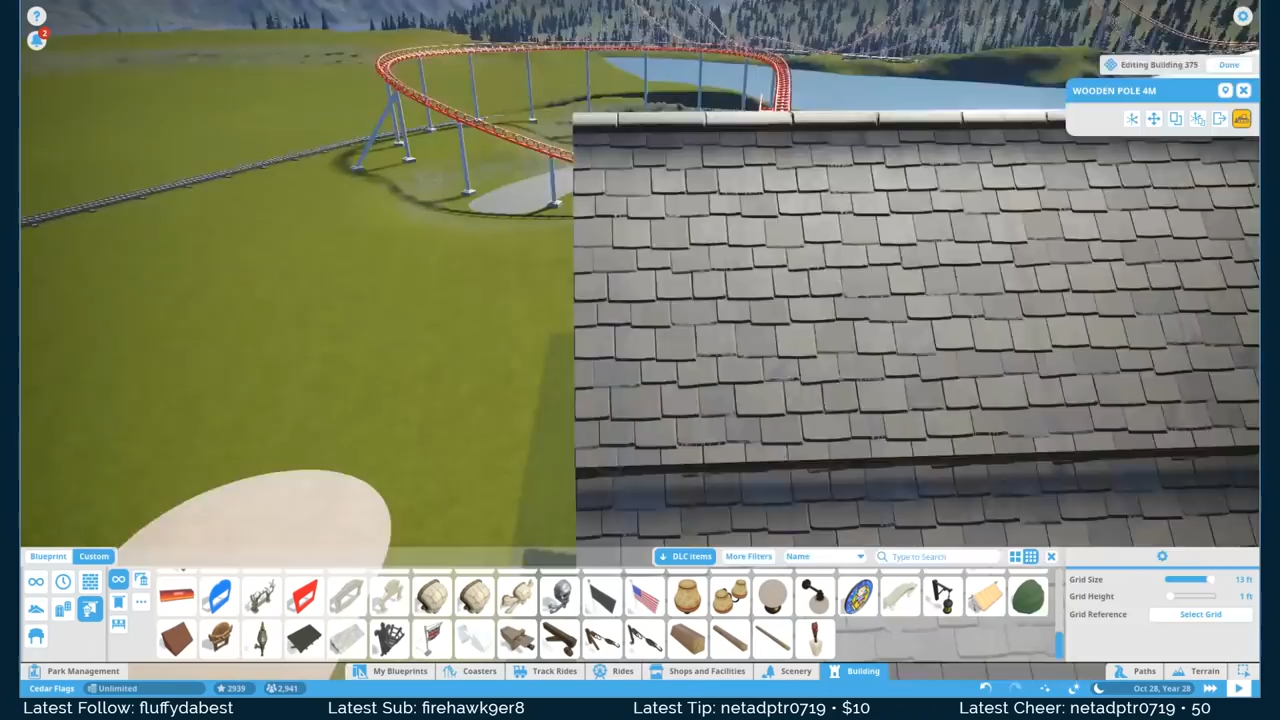 ?
2
Editing Building 375 Done
WOODEN POLE 4M
Blueprint Custom
DLC items More Filters Name Type to Search
Grid Size 13 ft
Grid Height 1 ft
Grid Reference Select Grid
Park Management My Blueprints Coasters Track Rides Rides Shops and Facilities Scenery Building Paths Terrain
Cedar Flags Unlimited 2939 2,941 Oct 28, Year 28
Latest Follow: fluffydabest Latest Sub: firehawk9er8 Latest Tip: netadptr0719 • $10 Latest Cheer: netadptr0719 • 50